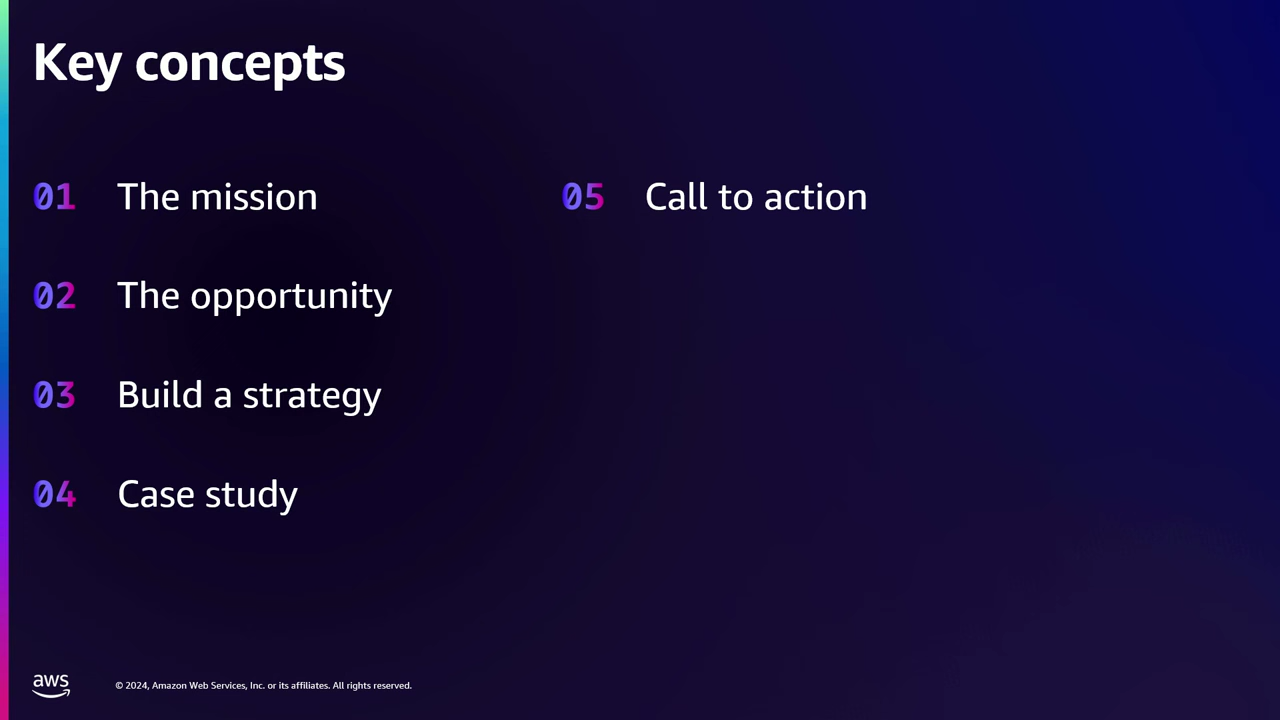 Key concepts
01 The mission
02 The opportunity
03 Build a strategy
04 Case study
05 Call to action
aws
© 2024, Amazon Web Services, Inc. or its affiliates. All rights reserved.